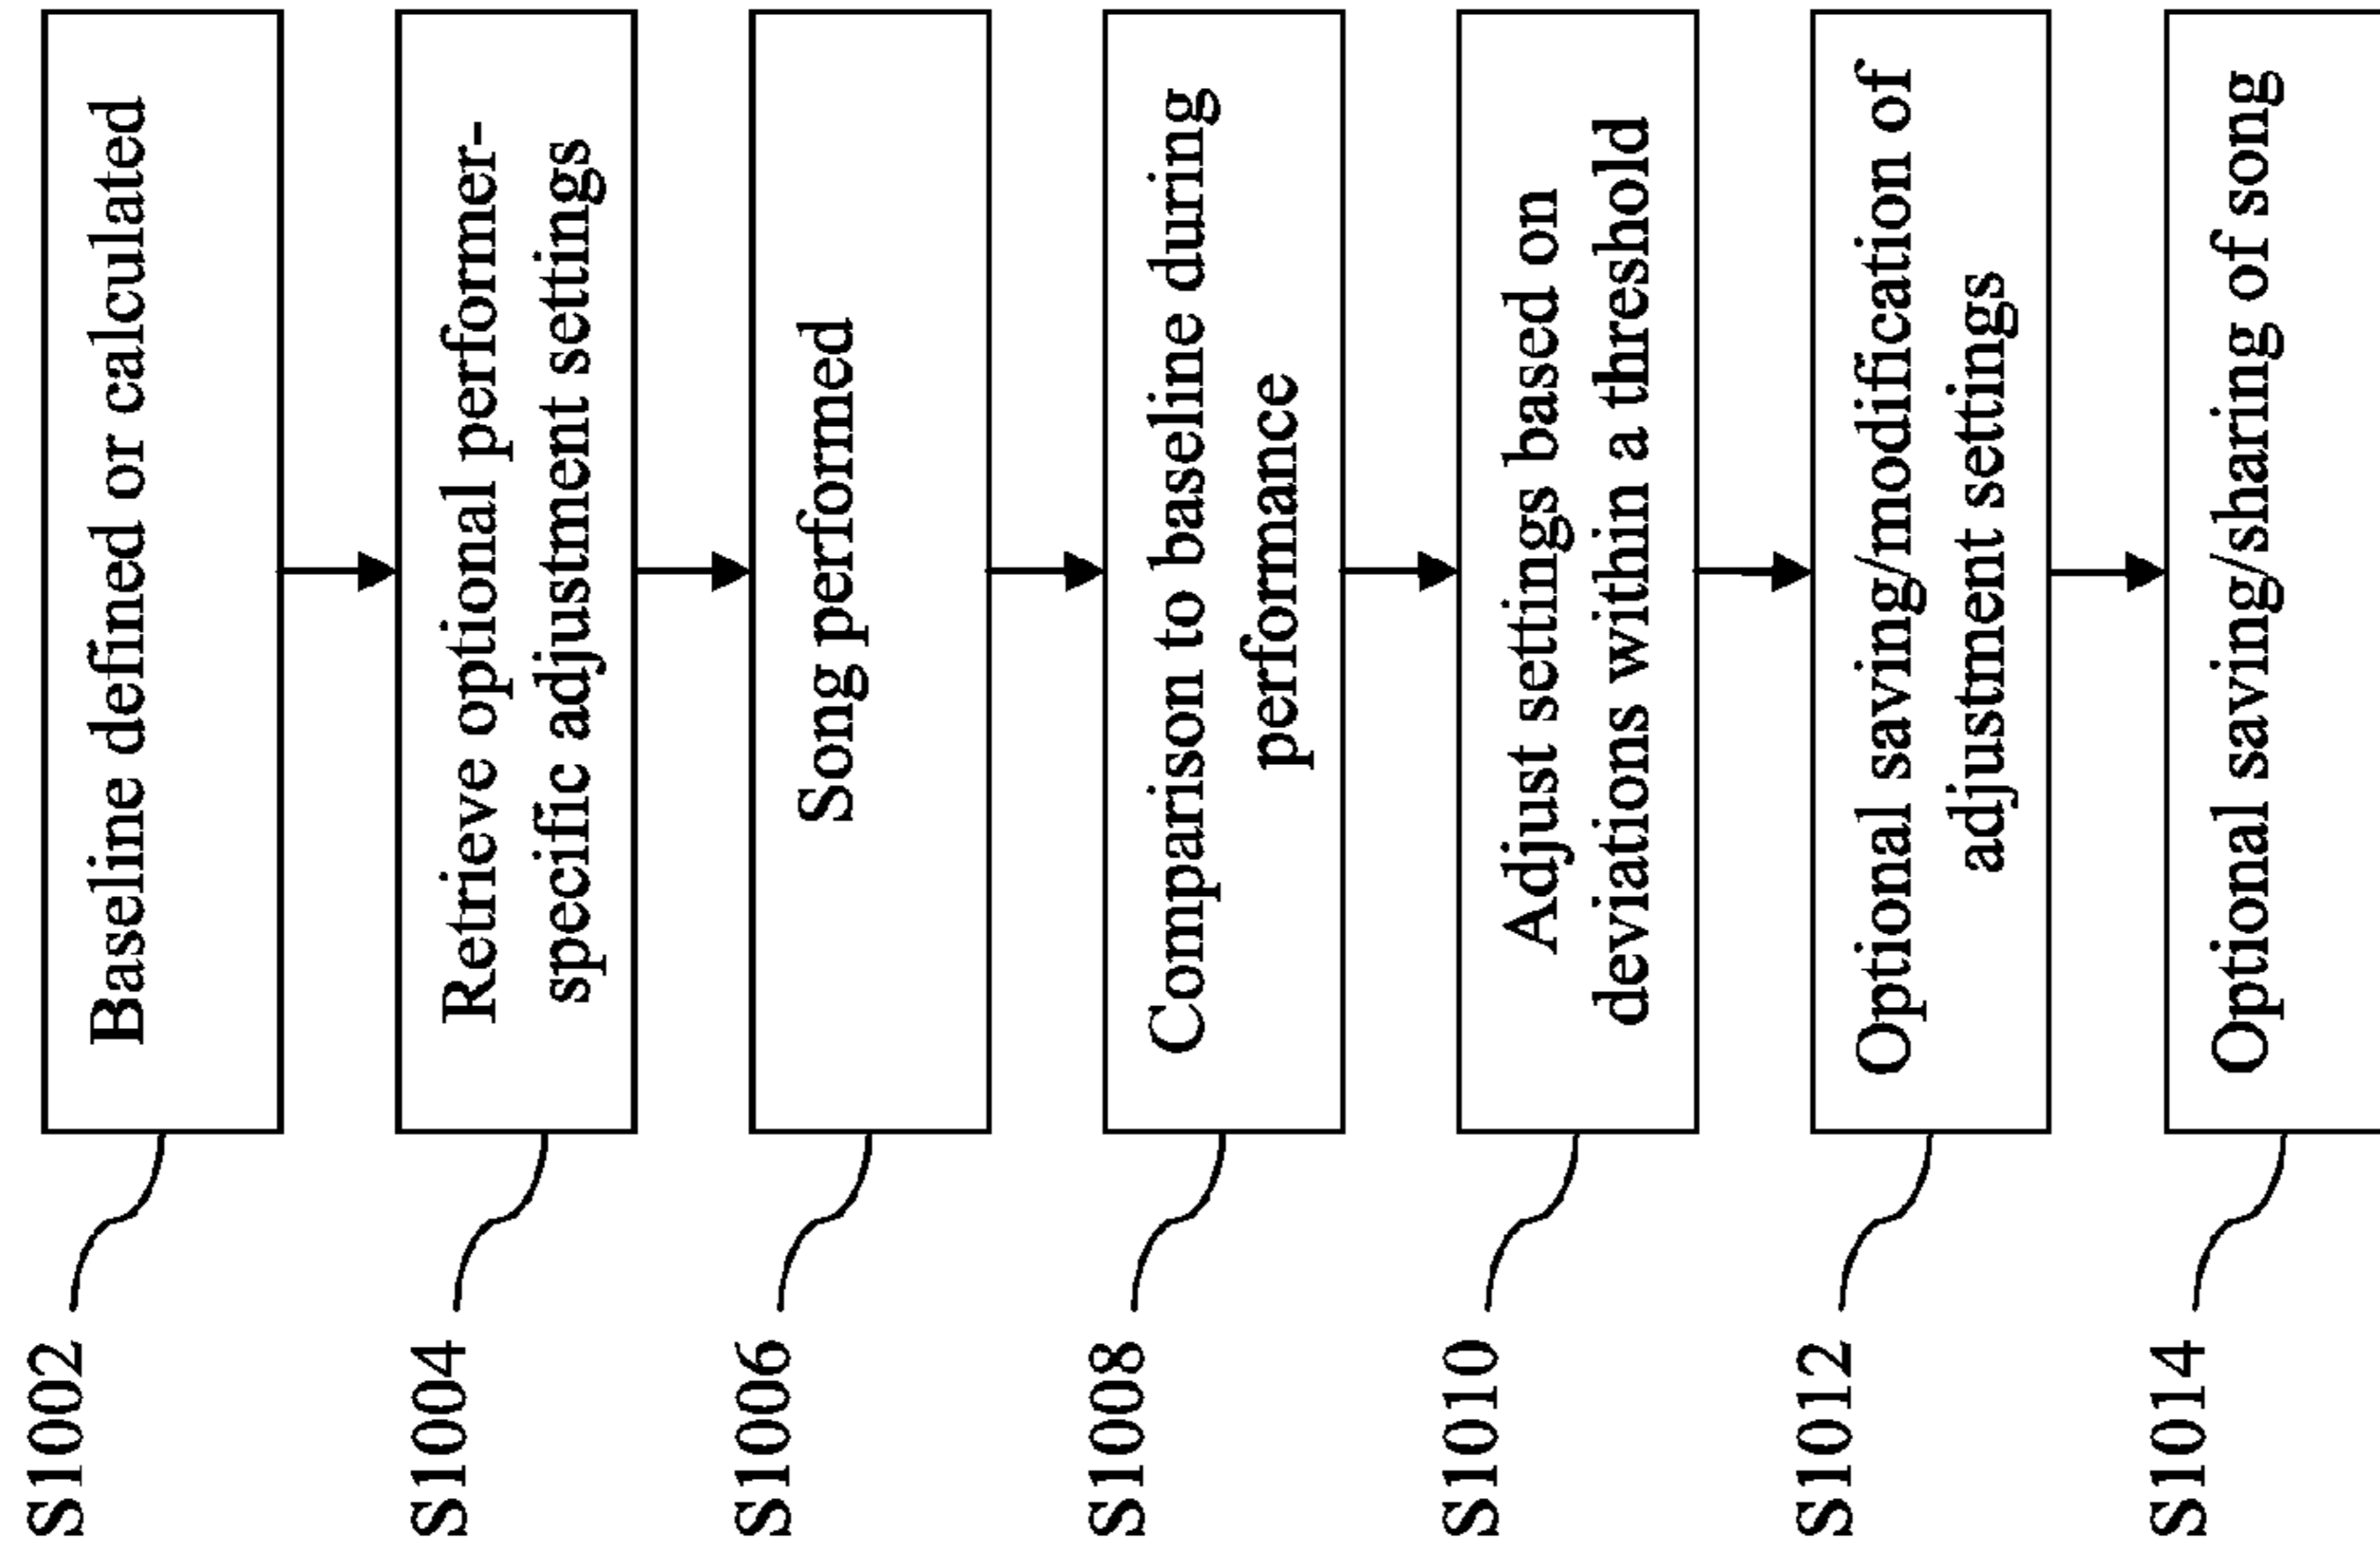 S1002
Baseline defined or calculated
S1004
Retrieve optional performer-
specific adjustment settings
S1006
Song performed
S1008
Comparison to baseline during
performance
S1010
Adjust settings based on
deviations within a threshold
S1012
Optional saving/modification of
adjustment settings
S1014
Optional saving/sharing of song